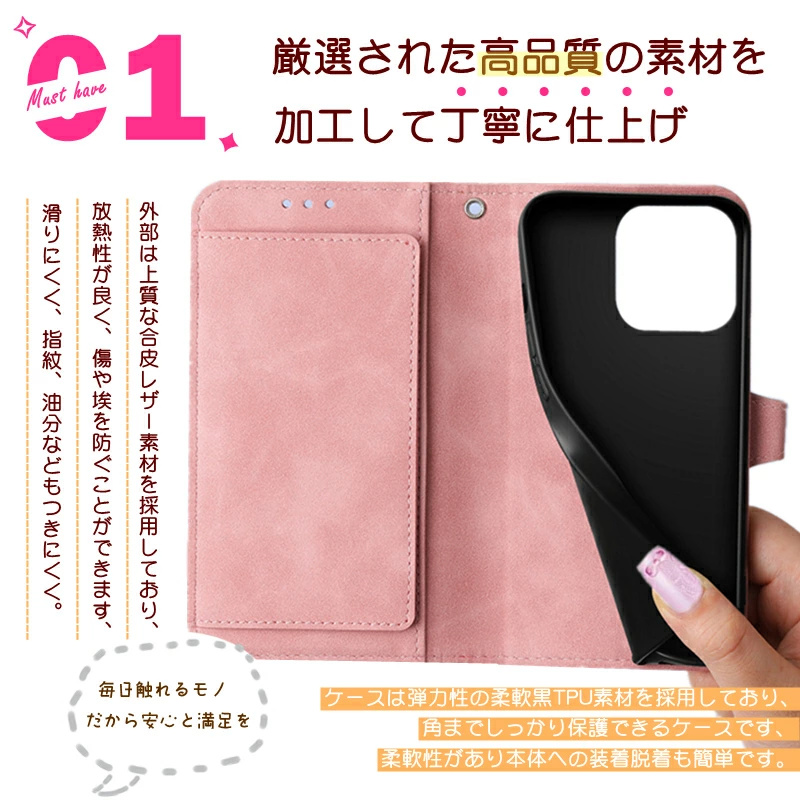 01
Must have
厳選された高品質の素材を
加工して丁寧に仕上げ
外部は上質な合皮レザー素材を採用しており、
放熱性が良く、傷や埃を防ぐことができます、
滑りにくく、指紋、油分などもつきにくく。
毎日触れるモノ
だから安心と満足を
ケースは弾力性の柔軟黒TPU素材を採用しており、
角までしっかり保護できるケースです、
柔軟性があり本体への装着脱着も簡単です。